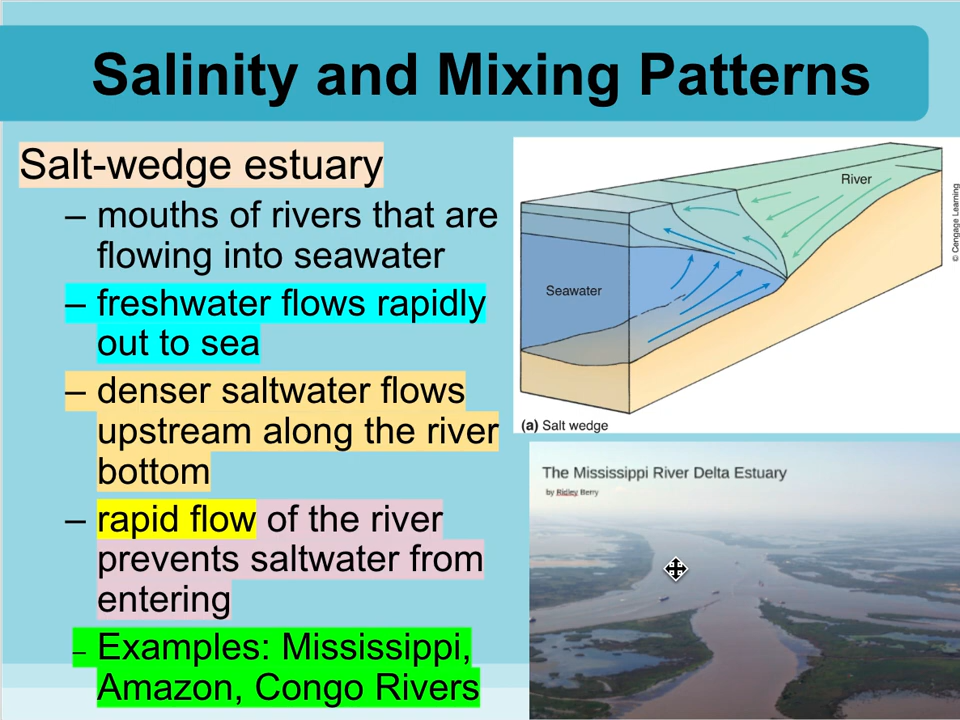 Salinity and Mixing Patterns
Salt-wedge estuary
– mouths of rivers that are
flowing into seawater
– freshwater flows rapidly
out to sea
– denser saltwater flows
upstream along the river
bottom
– rapid flow of the river
prevents saltwater from
entering
– Examples: Mississippi,
Amazon, Congo Rivers
River
Seawater
© Cengage Learning
(a) Salt wedge
The Mississippi River Delta Estuary
by Ridley Berry